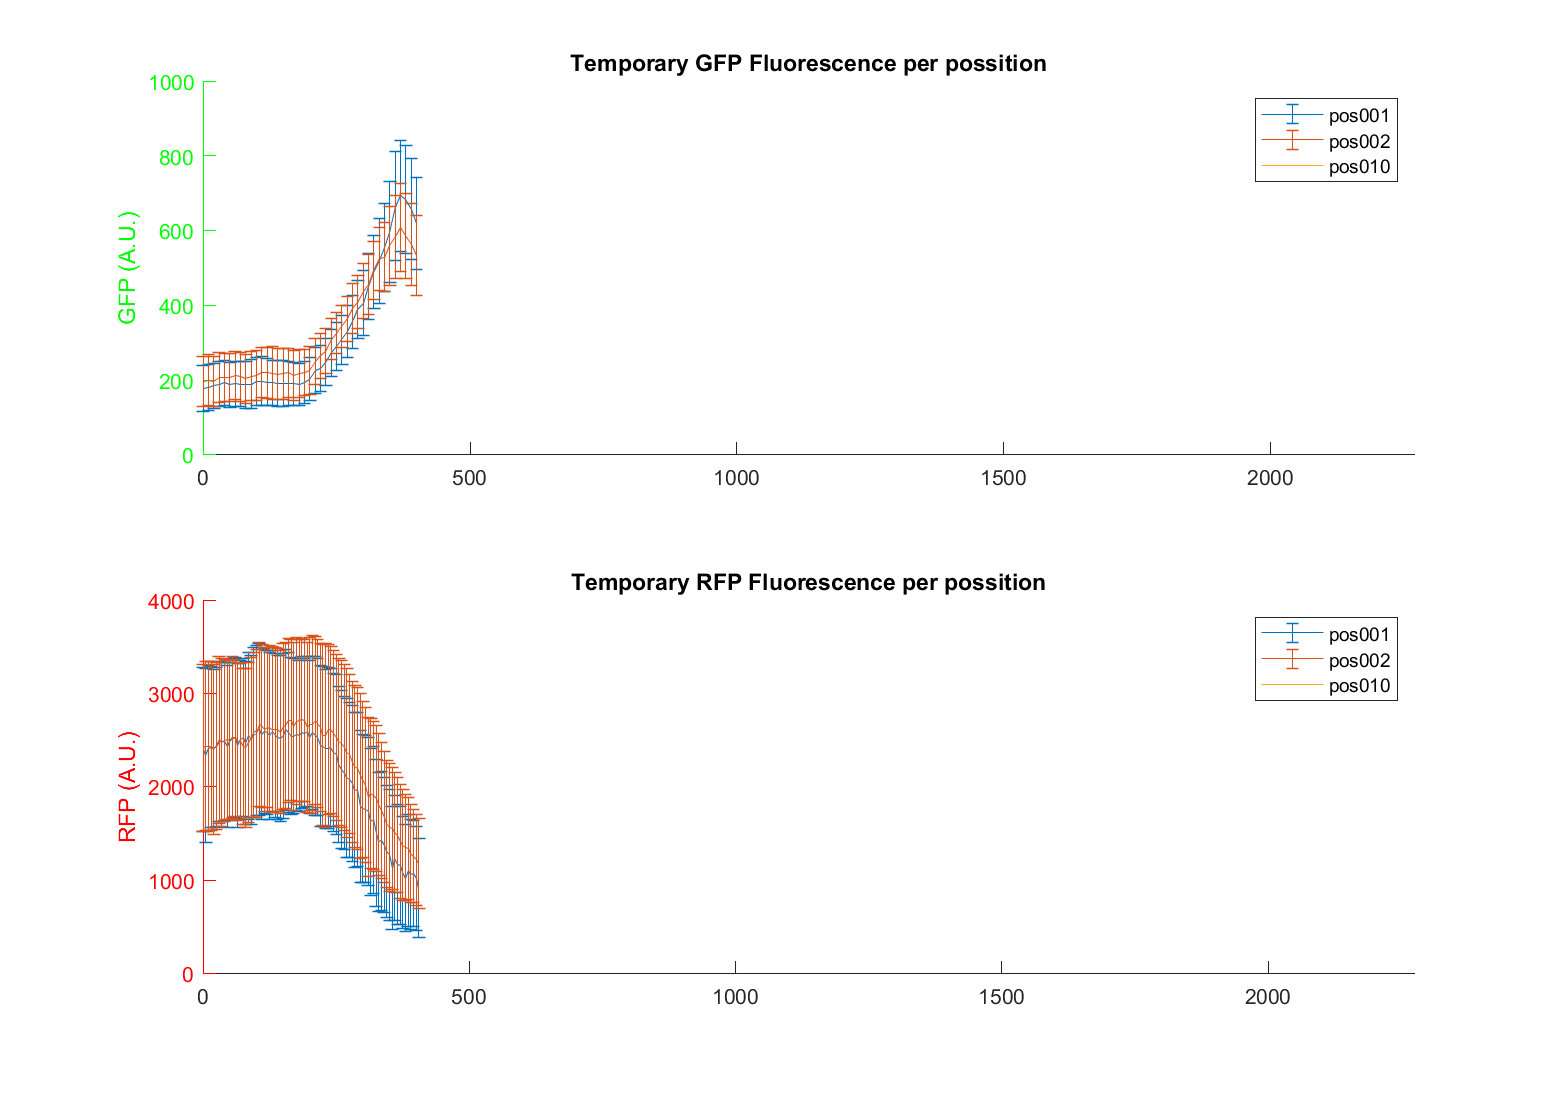 Temporary GFP Fluorescence per possition
1000
800
600
400
200
0
GFP (A.U.)
pos001
pos002
pos010
0 500 1000 1500 2000
Temporary RFP Fluorescence per possition
4000
3000
2000
1000
0
RFP (A.U.)
pos001
pos002
pos010
0 500 1000 1500 2000